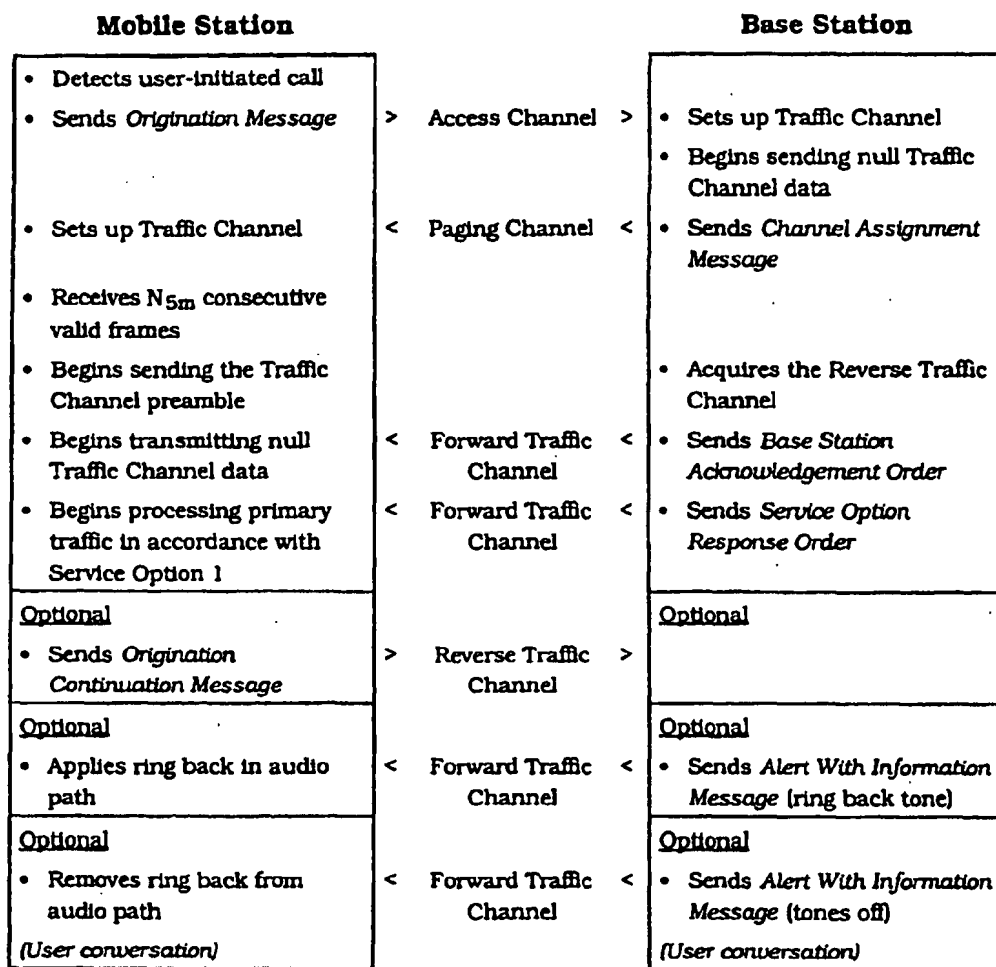 Mobile Station Base Station
• Detects user-initiated call
• Sends Origination Message > Access Channel > • Sets up Traffic Channel
• Begins sending null Traffic
Channel data
• Sets up Traffic Channel < Paging Channel < • Sends Channel Assignment
Message
• Receives N5m consecutive
valid frames
• Begins sending the Traffic • Acquires the Reverse Traffic
Channel preamble Channel
• Begins transmitting null < Forward Traffic < • Sends Base Station
Traffic Channel data Channel Acknowledgement Order
• Begins processing primary < Forward Traffic < • Sends Service Option
traffic in accordance with Channel Response Order
Service Option 1
Optional Optional
• Sends Origination > Reverse Traffic >
Continuation Message Channel
Optional Optional
• Applies ring back in audio < Forward Traffic < • Sends Alert With Information
path Channel Message (ring back tone)
Optional Optional
• Removes ring back from < Forward Traffic < • Sends Alert With Information
audio path Channel Message (tones off)
(User conversation) (User conversation)